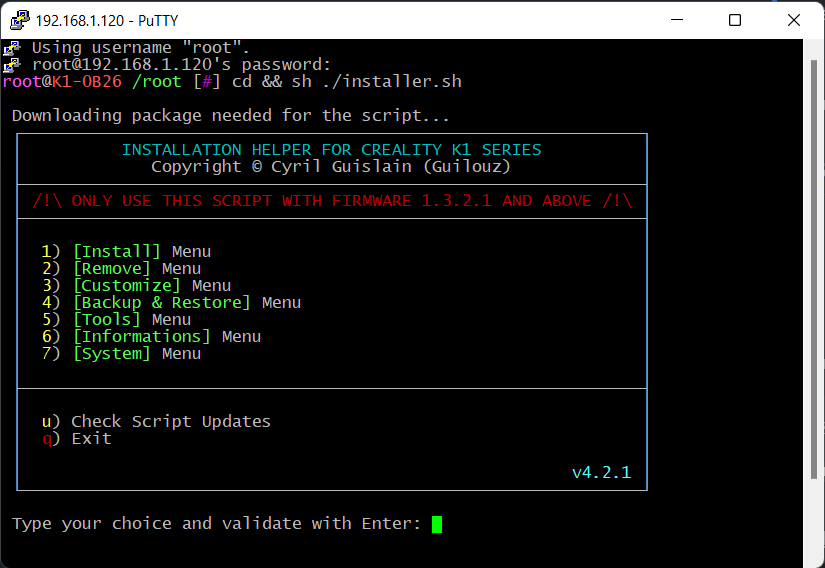 192.168.1.120 - PuTTY
Using username "root".
root@192.168.1.120's password:
root@K1-OB26 /root [#] cd && sh ./installer.sh
Downloading package needed for the script...
INSTALLATION HELPER FOR CREALITY K1 SERIES
Copyright © Cyril Guislain (Guilouz)
/!\ ONLY USE THIS SCRIPT WITH FIRMWARE 1.3.2.1 AND ABOVE /!\
1) [Install] Menu
2) [Remove] Menu
3) [Customize] Menu
4) [Backup & Restore] Menu
5) [Tools] Menu
6) [Informations] Menu
7) [System] Menu
u) Check Script Updates
q) Exit
v4.2.1
Type your choice and validate with Enter: